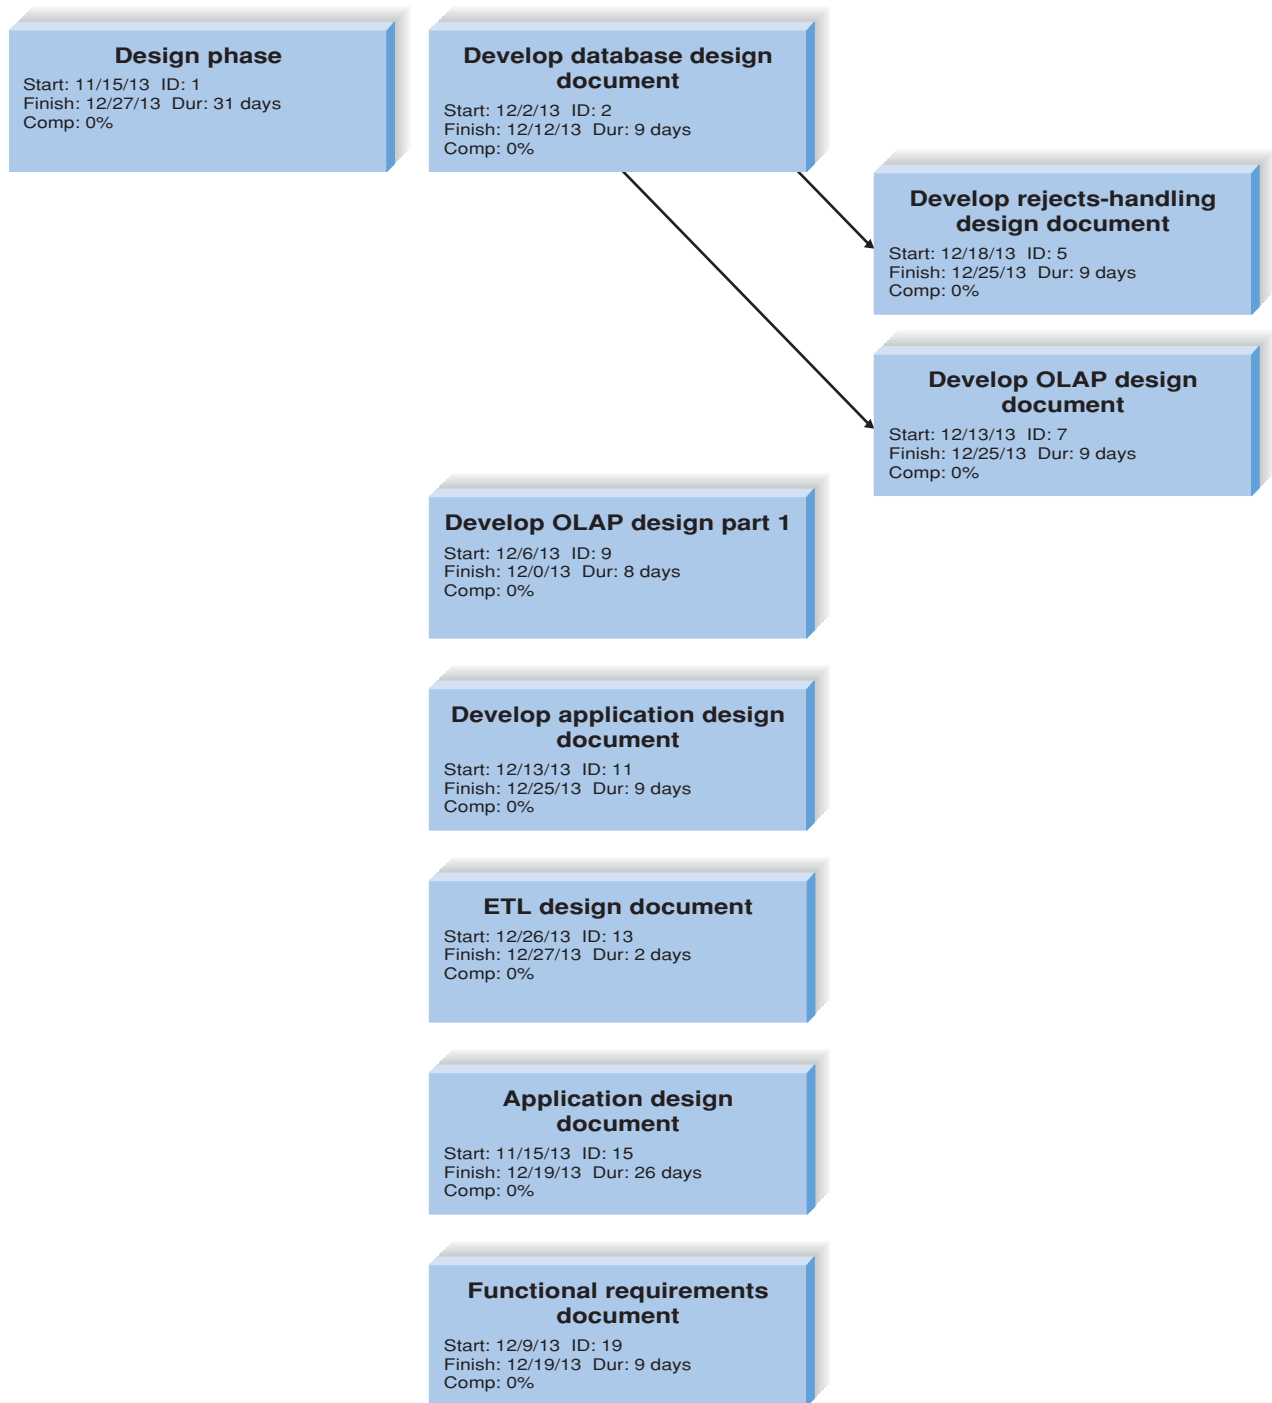 Design phase
Start: 11/15/13 ID: 1
Finish: 12/27/13 Dur: 31 days
Comp: 0%
Develop database design
document
Start: 12/2/13 ID: 2
Finish: 12/12/13 Dur: 9 days
Comp: 0%
Develop rejects-handling
design document
Start: 12/18/13 ID: 5
Finish: 12/25/13 Dur: 9 days
Comp: 0%
Develop OLAP design
document
Start: 12/13/13 ID: 7
Finish: 12/25/13 Dur: 9 days
Comp: 0%
Develop OLAP design part 1
Start: 12/6/13 ID: 9
Finish: 12/0/13 Dur: 8 days
Comp: 0%
Develop application design
document
Start: 12/13/13 ID: 11
Finish: 12/25/13 Dur: 9 days
Comp: 0%
ETL design document
Start: 12/26/13 ID: 13
Finish: 12/27/13 Dur: 2 days
Comp: 0%
Application design
document
Start: 11/15/13 ID: 15
Finish: 12/19/13 Dur: 26 days
Comp: 0%
Functional requirements
document
Start: 12/9/13 ID: 19
Finish: 12/19/13 Dur: 9 days
Comp: 0%